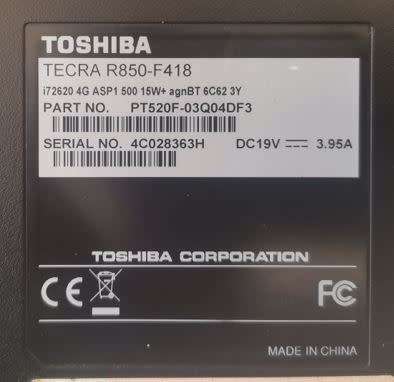 TOSHIBA
TECRA R850-F418
i72620 4G ASP1 500 15W+ agnBT 6C62 3Y
PART NO. PT520F-03Q04DF3
SERIAL NO. 4C028363H DC19V 3.95A
TOSHIBA CORPORATION
CE FC
MADE IN CHINA